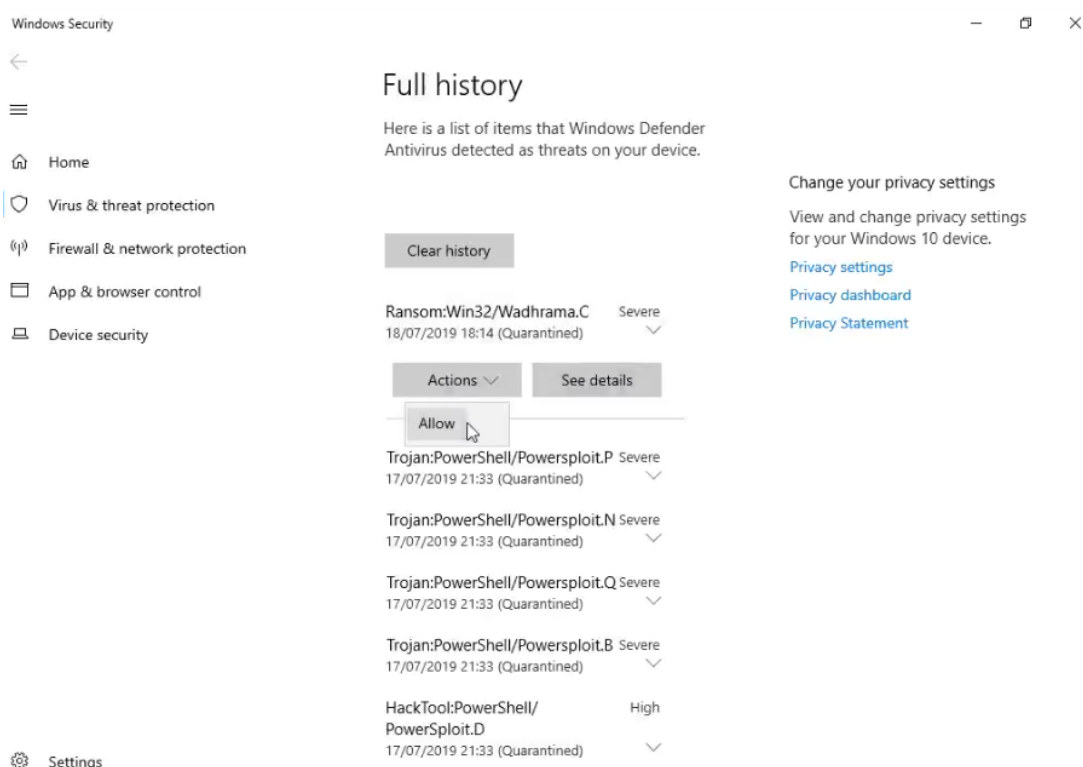 Windows Security
Home
Virus & threat protection
Firewall & network protection
App & browser control
Device security
Settings
Full history
Here is a list of items that Windows Defender
Antivirus detected as threats on your device.
Clear history
Ransom:Win32/Wadhrama.C Severe
18/07/2019 18:14 (Quarantined)
Actions
See details
Allow
Trojan:PowerShell/Powersploit.P Severe
17/07/2019 21:33 (Quarantined)
Trojan:PowerShell/Powersploit.N Severe
17/07/2019 21:33 (Quarantined)
Trojan:PowerShell/Powersploit.Q Severe
17/07/2019 21:33 (Quarantined)
Trojan:PowerShell/Powersploit.B Severe
17/07/2019 21:33 (Quarantined)
HackTool:PowerShell/ High
PowerSploit.D
17/07/2019 21:33 (Quarantined)
Change your privacy settings
View and change privacy settings
for your Windows 10 device.
Privacy settings
Privacy dashboard
Privacy Statement